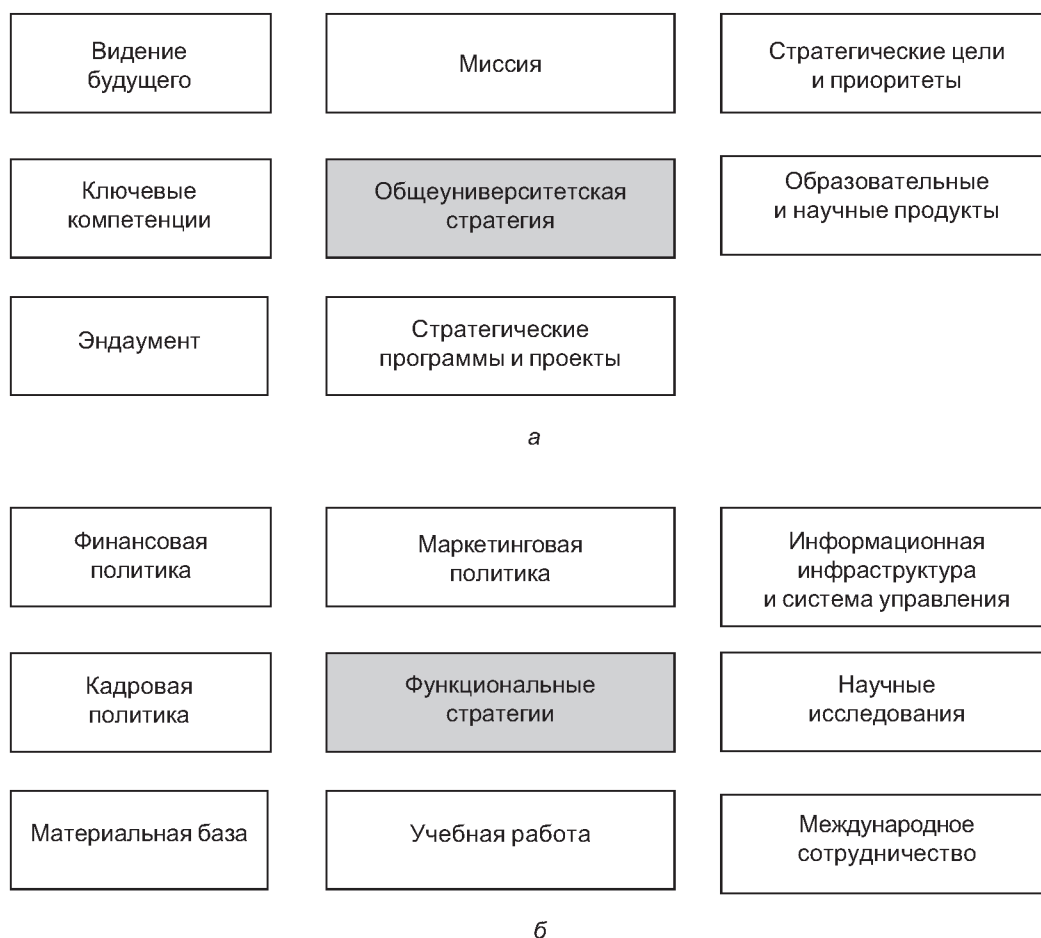 Видение
будущего
Миссия
Стратегические цели
и приоритеты
Ключевые
компетенции
Общеуниверситетская
стратегия
Образовательные
и научные продукты
Эндаумент
Стратегические
программы и проекты
а
Финансовая
политика
Маркетинговая
политика
Информационная
инфраструктура
и система управления
Кадровая
политика
Функциональные
стратегии
Научные
исследования
Материальная база
Учебная работа
Международное
сотрудничество
б